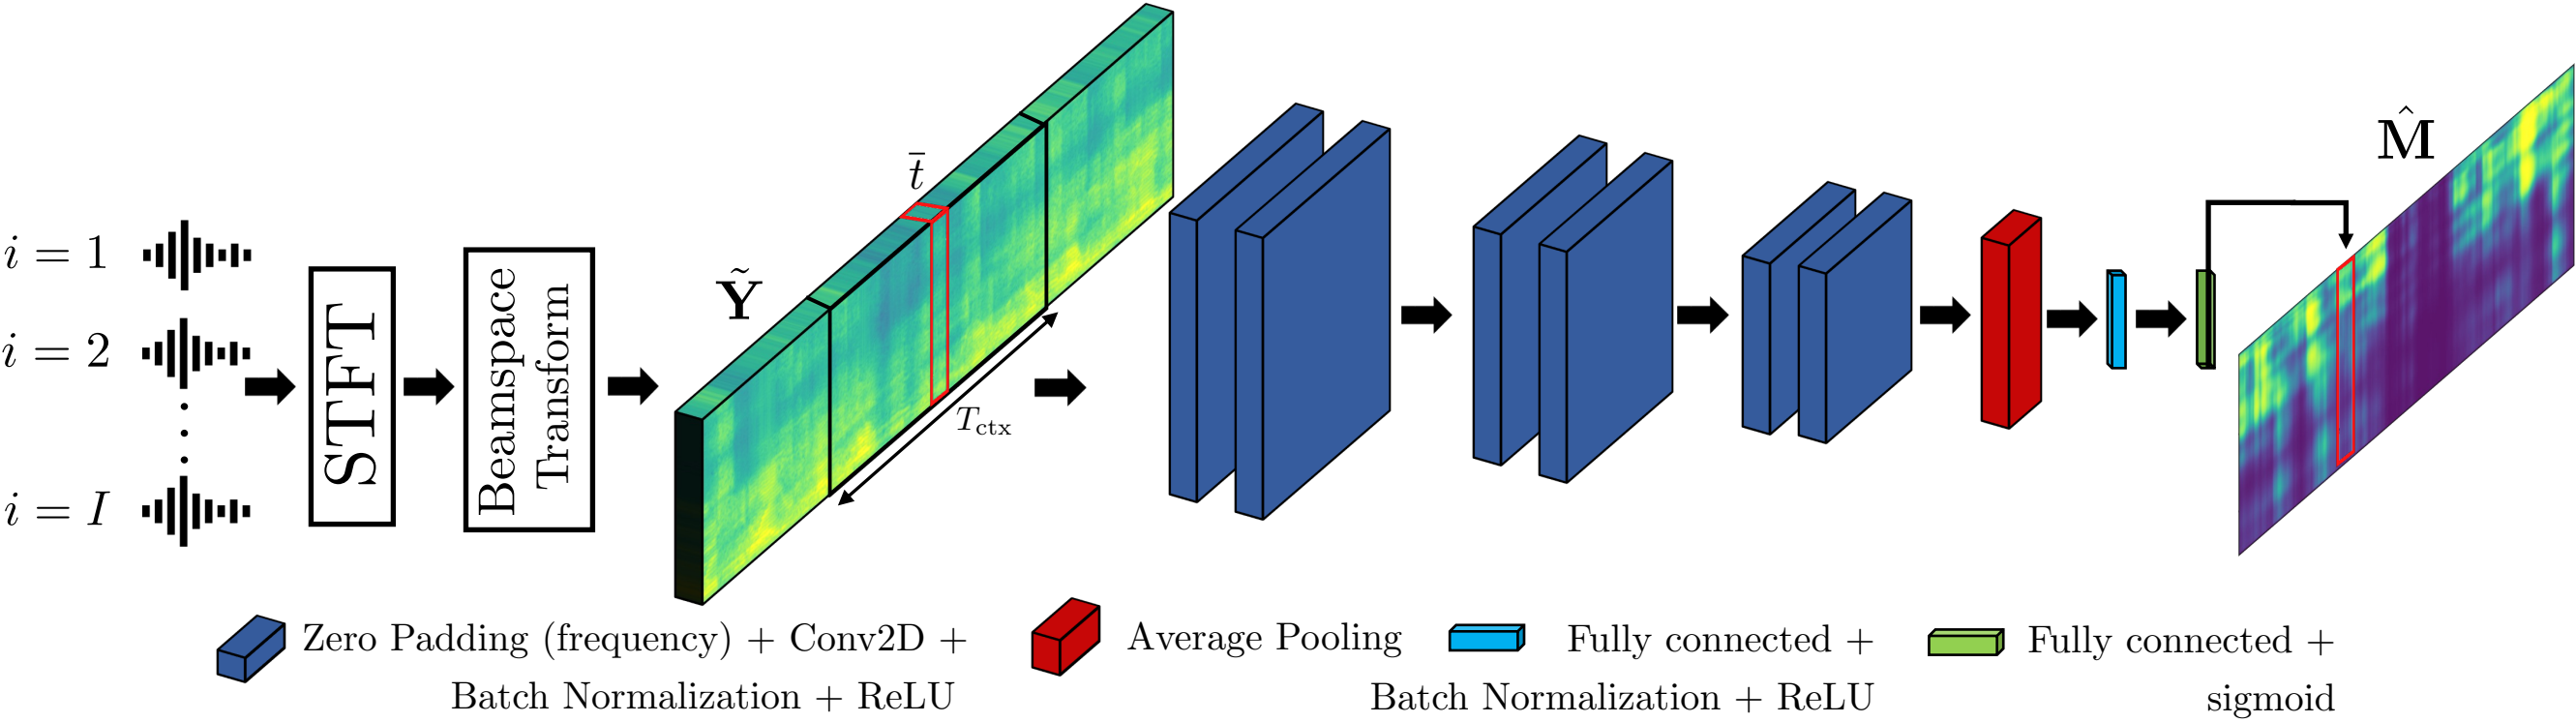 i = 1
i = 2
i = I
STFT
Beamspace
Transform
Ỹ
t̄
T_ctx
M̂
Zero Padding (frequency) + Conv2D +
Batch Normalization + ReLU
Average Pooling
Fully connected +
Batch Normalization + ReLU
Fully connected +
sigmoid